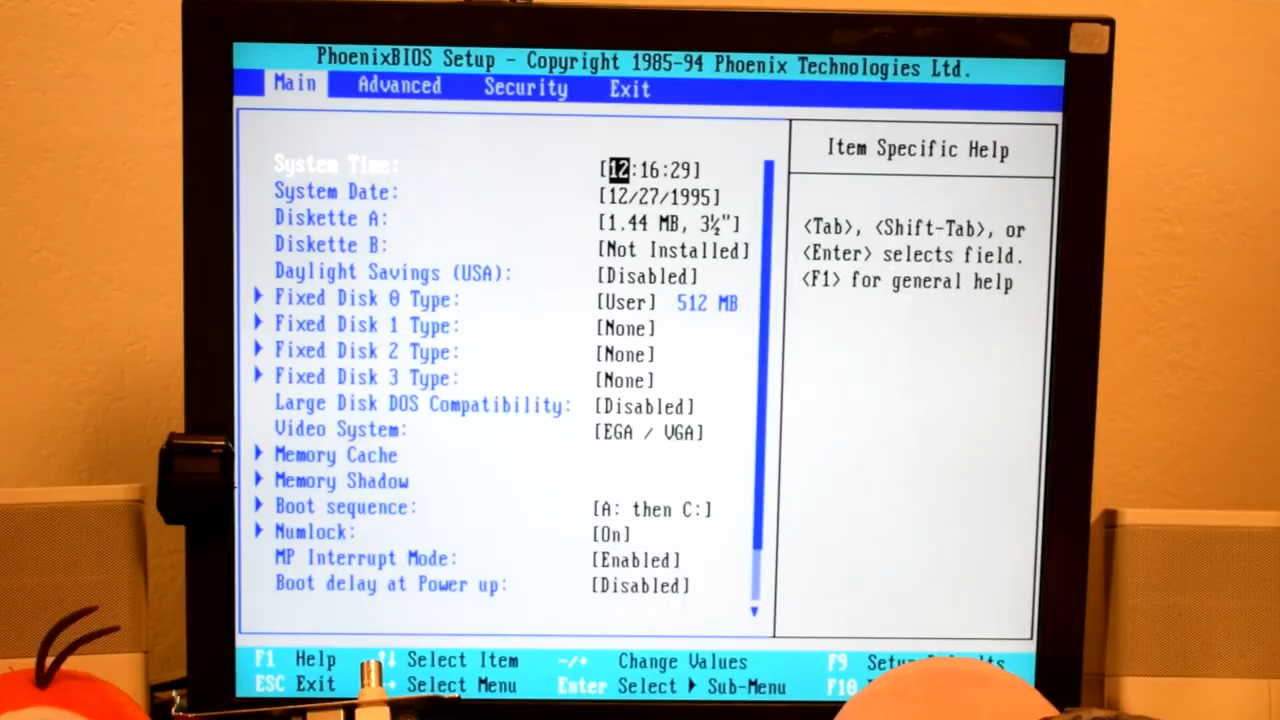 PhoenixBIOS Setup - Copyright 1985-94 Phoenix Technologies Ltd.
Main Advanced Security Exit
Item Specific Help
System Time: [12:16:29]
System Date: [12/27/1995]
Diskette A: [1.44 MB, 3½"]
Diskette B: [Not Installed]
Daylight Savings (USA): [Disabled]
Fixed Disk 0 Type: [User] 512 MB
Fixed Disk 1 Type: [None]
Fixed Disk 2 Type: [None]
Fixed Disk 3 Type: [None]
Large Disk DOS Compatibility: [Disabled]
Video System: [EGA / VGA]
Memory Cache
Memory Shadow
Boot sequence: [A: then C:]
Numlock: [On]
MP Interrupt Mode: [Enabled]
Boot delay at Power up: [Disabled]
<Tab>, <Shift-Tab>, or
<Enter> selects field.
<F1> for general help
F1 Help ↑↓ Select Item -/+ Change Values F9
ESC Exit Select Menu Enter Select ▶ Sub-Menu F10